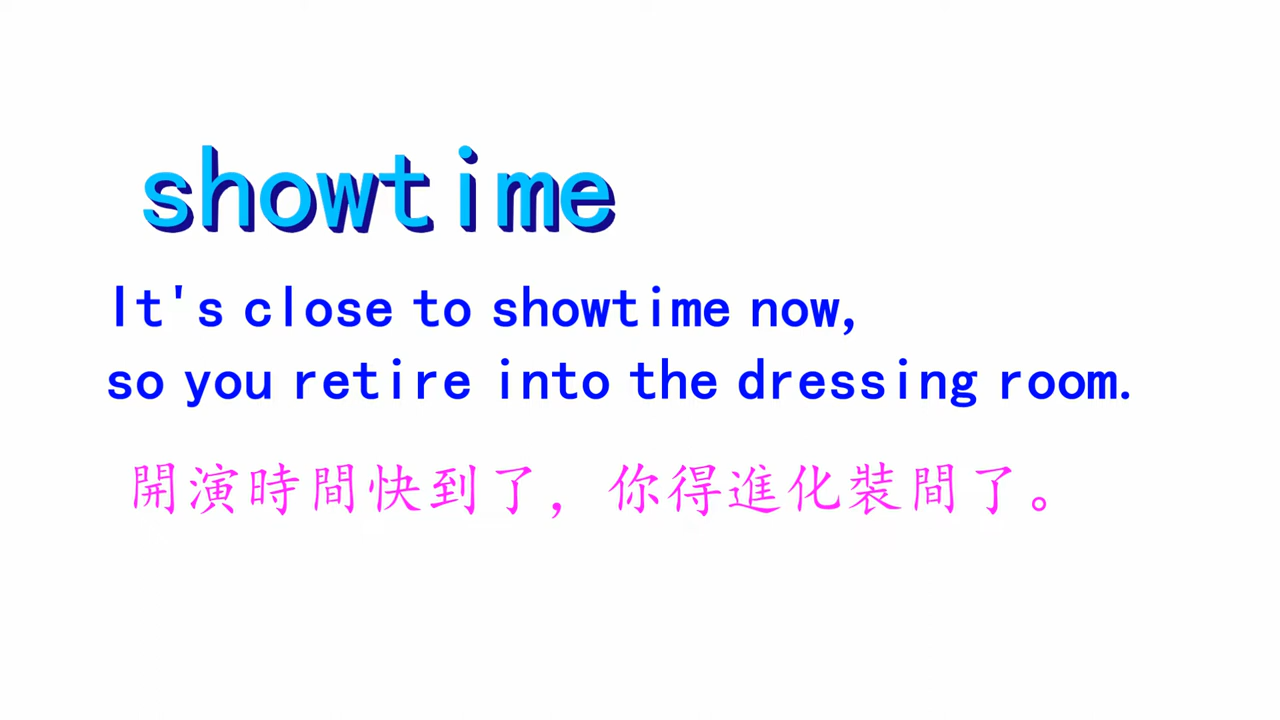 showtime
It's close to showtime now,
so you retire into the dressing room.
開演時間快到了，你得進化裝間了。